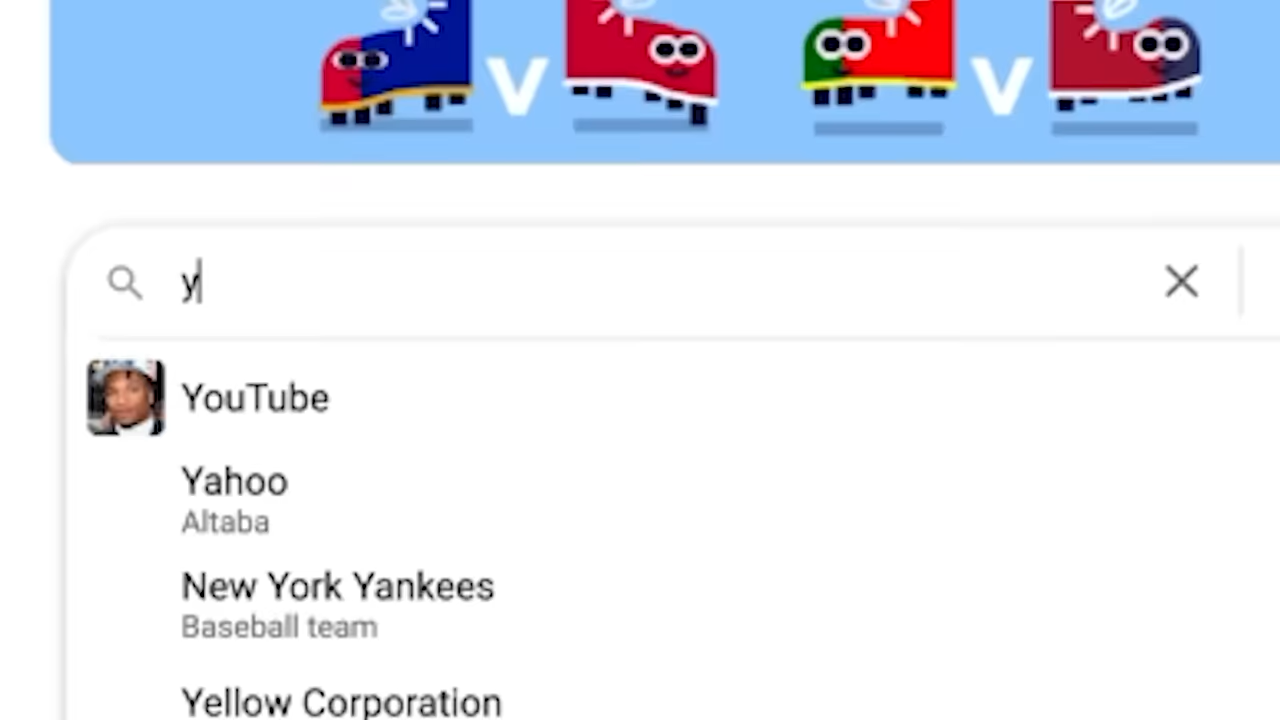 V V
y
YouTube
Yahoo
Altaba
New York Yankees
Baseball team
Yellow Corporation